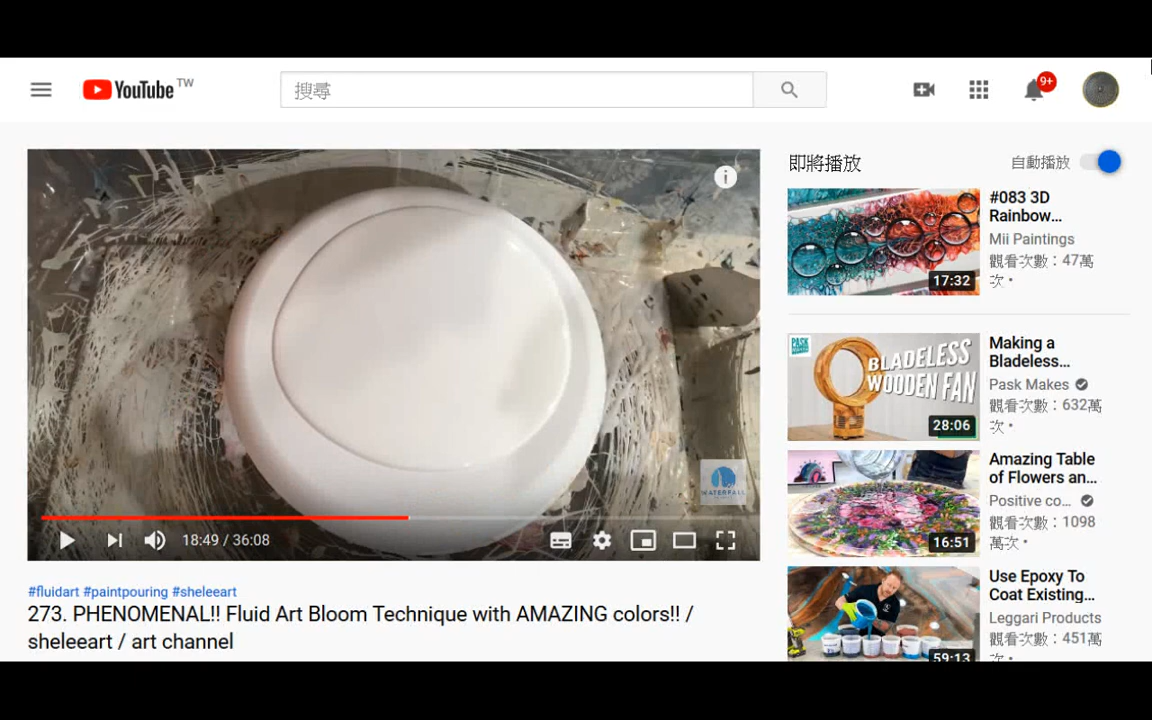 YouTube TW
搜尋
9+
i
WATERFALL
18:49 / 36:08
#fluidart #paintpouring #sheleeart
273. PHENOMENAL!! Fluid Art Bloom Technique with AMAZING colors!! /
sheleeart / art channel
即將播放
自動播放
17:32
#083 3D
Rainbow...
Mii Paintings
觀看次數：47萬
次 •
PASK
MAKES
BLADELESS
WOODEN FAN
28:06
Making a
Bladeless...
Pask Makes
觀看次數：632萬
次 •
16:51
Amazing Table
of Flowers an...
Positive co...
觀看次數：1098
萬次 •
59:13
Use Epoxy To
Coat Existing...
Leggari Products
觀看次數：451萬
次 •